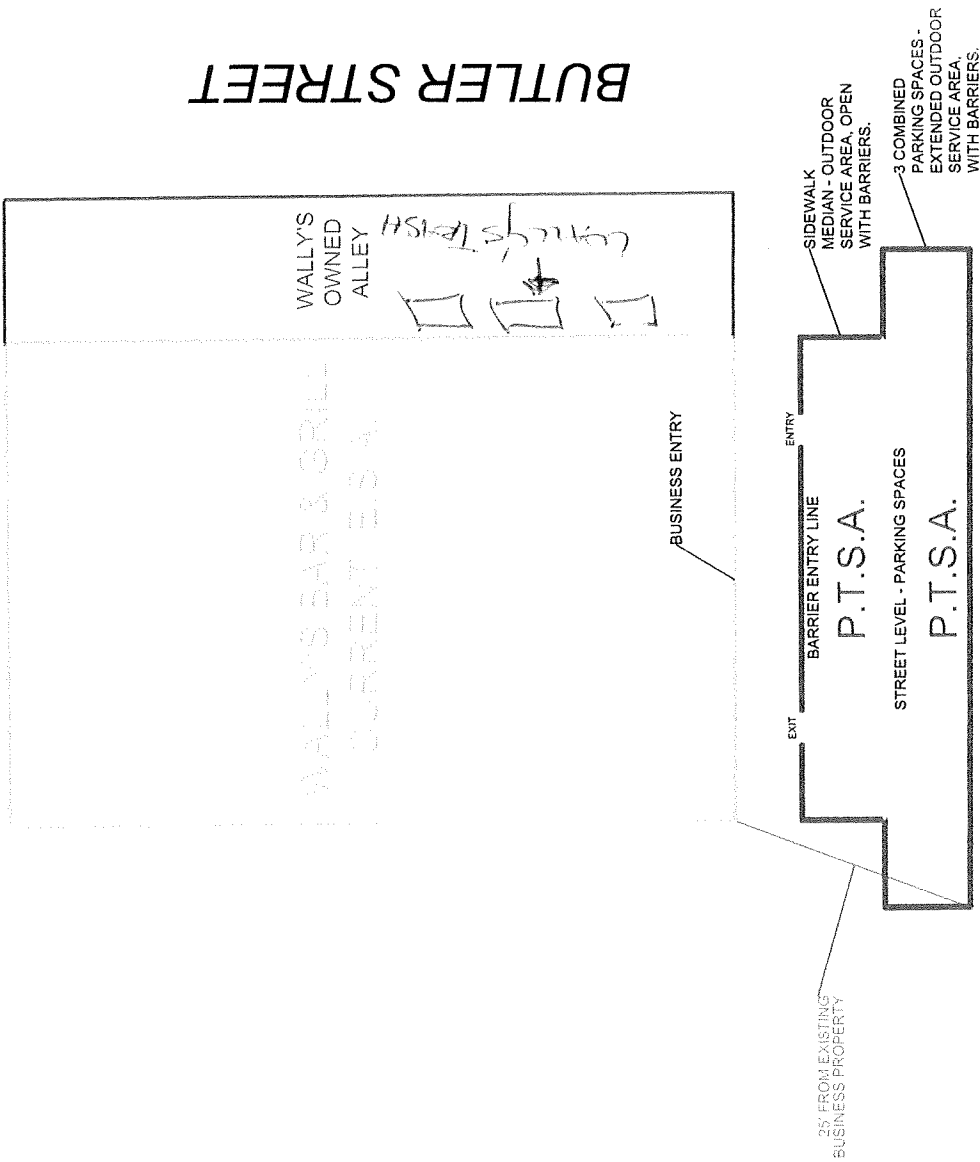 BUTLER STREET
WALLY'S
OWNED
ALLEY
WALLY'S TRASH
WALLY'S BAR & GRILL
CURRENT E.S.A.
BUSINESS ENTRY
SIDEWALK
MEDIAN - OUTDOOR
SERVICE AREA, OPEN
WITH BARRIERS.
3 COMBINED
PARKING SPACES -
EXTENDED OUTDOOR
SERVICE AREA,
WITH BARRIERS.
EXIT
ENTRY
BARRIER ENTRY LINE
P.T.S.A.
STREET LEVEL - PARKING SPACES
P.T.S.A.
25' FROM EXISTING
BUSINESS PROPERTY